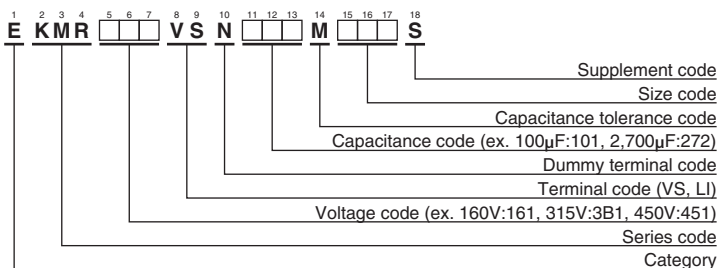 1 2 3 4 5 6 7 8 9 10 11 12 13 14 15 16 17 18
E KMR VS N M S
Supplement code
Size code
Capacitance tolerance code
Capacitance code (ex. 100μF:101, 2,700μF:272)
Dummy terminal code
Terminal code (VS, LI)
Voltage code (ex. 160V:161, 315V:3B1, 450V:451)
Series code
Category